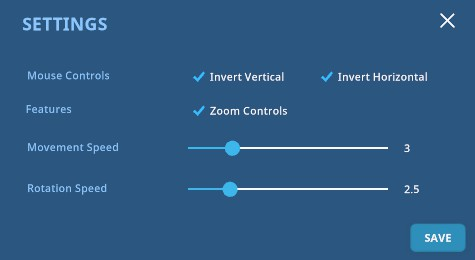 SETTINGS
Mouse Controls Invert Vertical Invert Horizontal
Features Zoom Controls
Movement Speed 3
Rotation Speed 2.5
SAVE